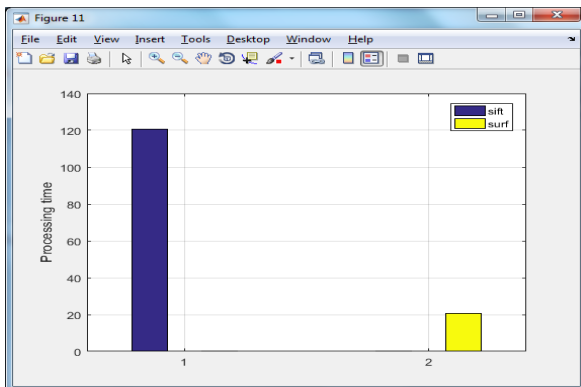 Figure 11
File Edit View Insert Tools Desktop Window Help
sift
surf
Processing time
140
120
100
80
60
40
20
0
1 2